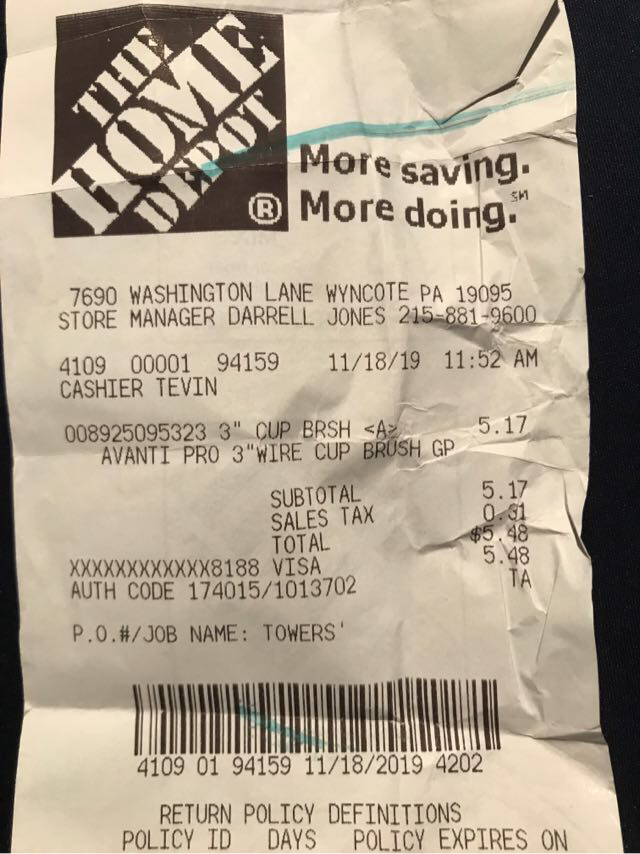 THE
HOME
DEPOT
®
More saving.
More doing.℠
7690 WASHINGTON LANE WYNCOTE PA 19095
STORE MANAGER DARRELL JONES 215-881-9600
4109 00001 94159 11/18/19 11:52 AM
CASHIER TEVIN
008925095323 3" CUP BRSH <A> 5.17
AVANTI PRO 3"WIRE CUP BRUSH GP
SUBTOTAL 5.17
SALES TAX 0.31
TOTAL $5.48
XXXXXXXXXXXX8188 VISA 5.48
AUTH CODE 174015/1013702 TA
P.O.#/JOB NAME: TOWERS'
4109 01 94159 11/18/2019 4202
RETURN POLICY DEFINITIONS
POLICY ID DAYS POLICY EXPIRES ON